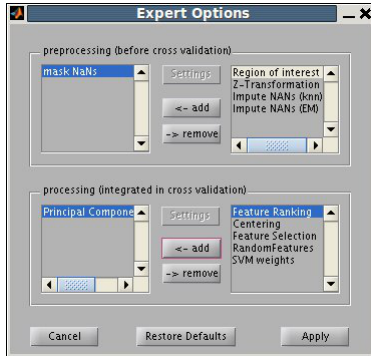 Expert Options
preprocessing (before cross validation)
mask NaNs
Settings
<- add
-> remove
Region of interest
Z-Transformation
Impute NANs (knn)
Impute NANs (EM)
processing (integrated in cross validation)
Principal Compone
Settings
<- add
-> remove
Feature Ranking
Centering
Feature Selection
RandomFeatures
SVM weights
Cancel
Restore Defaults
Apply